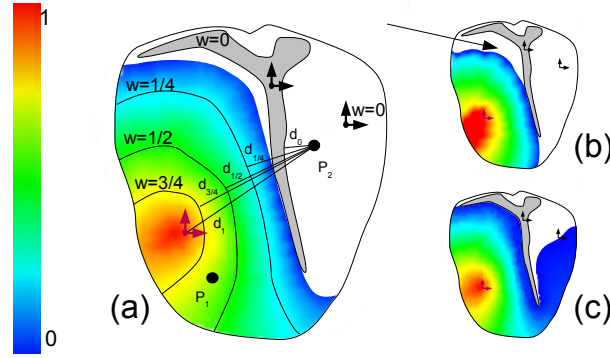 1
0
w=0
w=1/4
w=1/2
w=3/4
w=0
d₀
d₁/₄
d₁/₂
d₃/₄
d₁
P₁
P₂
(a)
(b)
(c)